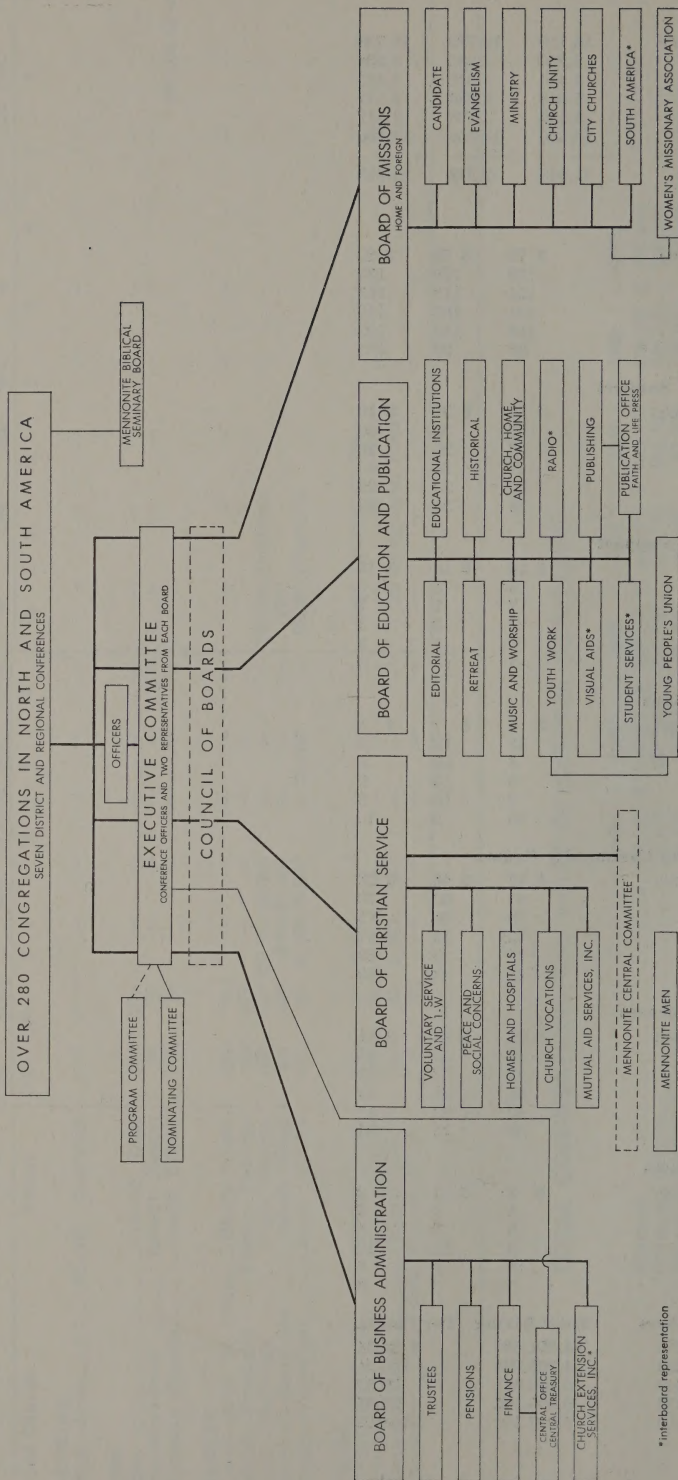 OVER 280 CONGREGATIONS IN NORTH AND SOUTH AMERICA
SEVEN DISTRICT AND REGIONAL CONFERENCES
MENNONITE BIBLICAL
SEMINARY BOARD
OFFICERS
PROGRAM COMMITTEE
NOMINATING COMMITTEE
EXECUTIVE COMMITTEE
CONFERENCE OFFICERS AND TWO REPRESENTATIVES FROM EACH BOARD
COUNCIL OF BOARDS
BOARD OF BUSINESS ADMINISTRATION
TRUSTEES
PENSIONS
FINANCE
CENTRAL OFFICE
CENTRAL TREASURY
CHURCH EXTENSION
SERVICES, INC.*
BOARD OF CHRISTIAN SERVICE
VOLUNTARY SERVICE
AND 1-W
PEACE AND
SOCIAL CONCERNS
HOMES AND HOSPITALS
CHURCH VOCATIONS
MUTUAL AID SERVICES, INC.
MENNONITE CENTRAL COMMITTEE
MENNONITE MEN
BOARD OF EDUCATION AND PUBLICATION
EDITORIAL
EDUCATIONAL INSTITUTIONS
RETREAT
HISTORICAL
MUSIC AND WORSHIP
CHURCH, HOME,
AND COMMUNITY
YOUTH WORK
RADIO*
VISUAL AIDS*
PUBLISHING
STUDENT SERVICES*
PUBLICATION OFFICE
FAITH AND LIFE PRESS
YOUNG PEOPLE'S UNION
BOARD OF MISSIONS
HOME AND FOREIGN
CANDIDATE
EVANGELISM
MINISTRY
CHURCH UNITY
CITY CHURCHES
SOUTH AMERICA*
WOMEN'S MISSIONARY ASSOCIATION
*interboard representation